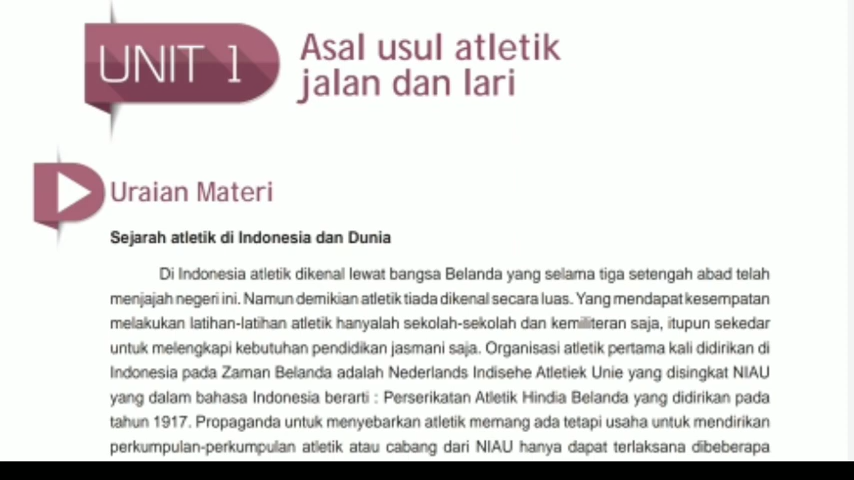 UNIT 1
Asal usul atletik
jalan dan lari
Uraian Materi
Sejarah atletik di Indonesia dan Dunia
Di Indonesia atletik dikenal lewat bangsa Belanda yang selama tiga setengah abad telah
menjajah negeri ini. Namun demikian atletik tiada dikenal secara luas. Yang mendapat kesempatan
melakukan latihan-latihan atletik hanyalah sekolah-sekolah dan kemiliteran saja, itupun sekedar
untuk melengkapi kebutuhan pendidikan jasmani saja. Organisasi atletik pertama kali didirikan di
Indonesia pada Zaman Belanda adalah Nederlands Indisehe Atletiek Unie yang disingkat NIAU
yang dalam bahasa Indonesia berarti : Perserikatan Atletik Hindia Belanda yang didirikan pada
tahun 1917. Propaganda untuk menyebarkan atletik memang ada tetapi usaha untuk mendirikan
perkumpulan-perkumpulan atletik atau cabang dari NIAU hanya dapat terlaksana dibeberapa